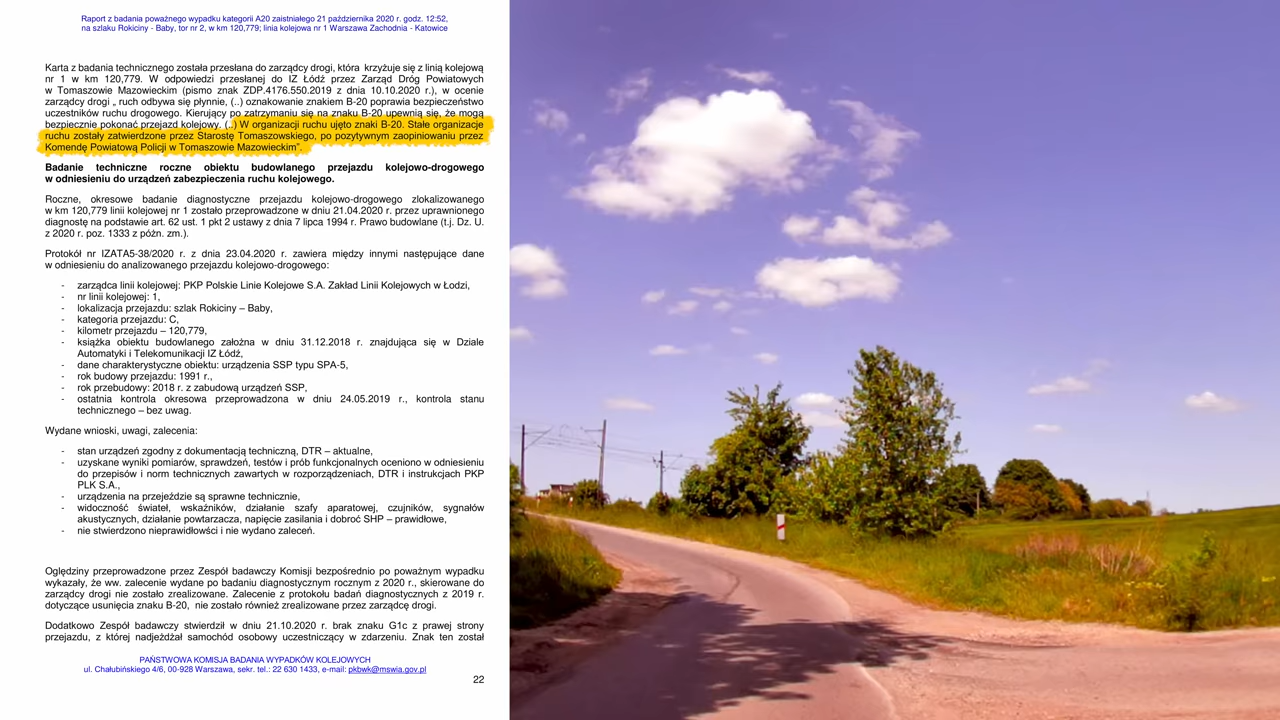 Raport z badania poważnego wypadku kategorii A20 zaistniałego 21 października 2020 r. godz. 12:52,
na szlaku Rokiciny - Baby, tor nr 2, w km 120,779; linia kolejowa nr 1 Warszawa Zachodnia - Katowice
Karta z badania technicznego została przesłana do zarządcy drogi, która krzyżuje się z linią kolejową
nr 1 w km 120,779. W odpowiedzi przesłanej do IZ Łódź przez Zarząd Dróg Powiatowych
w Tomaszowie Mazowieckim (pismo znak ZDP.4176.550.2019 z dnia 10.10.2020 r.), w ocenie
zarządcy drogi „ ruch odbywa się płynnie, (..) oznakowanie znakiem B-20 poprawia bezpieczeństwo
uczestników ruchu drogowego. Kierujący po zatrzymaniu się na znaku B-20 upewnią się, że mogą
bezpiecznie pokonać przejazd kolejowy. (..) W organizacji ruchu ujęto znaki B-20. Stałe organizacje
ruchu zostały zatwierdzone przez Starostę Tomaszowskiego, po pozytywnym zaopiniowaniu przez
Komendę Powiatową Policji w Tomaszowie Mazowieckim”.
Badanie techniczne roczne obiektu budowlanego przejazdu kolejowo-drogowego
w odniesieniu do urządzeń zabezpieczenia ruchu kolejowego.
Roczne, okresowe badanie diagnostyczne przejazdu kolejowo-drogowego zlokalizowanego
w km 120,779 linii kolejowej nr 1 zostało przeprowadzone w dniu 21.04.2020 r. przez uprawnionego
diagnostę na podstawie art. 62 ust. 1 pkt 2 ustawy z dnia 7 lipca 1994 r. Prawo budowlane (t.j. Dz. U.
z 2020 r. poz. 1333 z późn. zm.).
Protokół nr IZATA5-38/2020 r. z dnia 23.04.2020 r. zawiera między innymi następujące dane
w odniesieniu do analizowanego przejazdu kolejowo-drogowego:
- zarządca linii kolejowej: PKP Polskie Linie Kolejowe S.A. Zakład Linii Kolejowych w Łodzi,
- nr linii kolejowej: 1,
- lokalizacja przejazdu: szlak Rokiciny – Baby,
- kategoria przejazdu: C,
- kilometr przejazdu – 120,779,
- książka obiektu budowlanego założna w dniu 31.12.2018 r. znajdująca się w Dziale
Automatyki i Telekomunikacji IZ Łódź,
- dane charakterystyczne obiektu: urządzenia SSP typu SPA-5,
- rok budowy przejazdu: 1991 r.,
- rok przebudowy: 2018 r. z zabudową urządzeń SSP,
- ostatnia kontrola okresowa przeprowadzona w dniu 24.05.2019 r., kontrola stanu
technicznego – bez uwag.
Wydane wnioski, uwagi, zalecenia:
- stan urządzeń zgodny z dokumentacją techniczną, DTR – aktualne,
- uzyskane wyniki pomiarów, sprawdzeń, testów i prób funkcjonalnych oceniono w odniesieniu
do przepisów i norm technicznych zawartych w rozporządzeniach, DTR i instrukcjach PKP
PLK S.A.,
- urządzenia na przejeździe są sprawne technicznie,
- widoczność świateł, wskaźników, działanie szafy aparatowej, czujników, sygnałów
akustycznych, działanie powtarzacza, napięcie zasilania i dobroć SHP – prawidłowe,
- nie stwierdzono nieprawidłowości i nie wydano zaleceń.
Oględziny przeprowadzone przez Zespół badawczy Komisji bezpośrednio po poważnym wypadku
wykazały, że ww. zalecenie wydane po badaniu diagnostycznym rocznym z 2020 r., skierowane do
zarządcy drogi nie zostało zrealizowane. Zalecenie z protokołu badań diagnostycznych z 2019 r.
dotyczące usunięcia znaku B-20, nie zostało również zrealizowane przez zarządcę drogi.
Dodatkowo Zespół badawczy stwierdził w dniu 21.10.2020 r. brak znaku G1c z prawej strony
przejazdu, z której nadjeżdżał samochód osobowy uczestniczący w zdarzeniu. Znak ten został
PAŃSTWOWA KOMISJA BADANIA WYPADKÓW KOLEJOWYCH
ul. Chałubińskiego 4/6, 00-928 Warszawa, sekr. tel.: 22 630 1433, e-mail: pkbwk@mswia.gov.pl
22